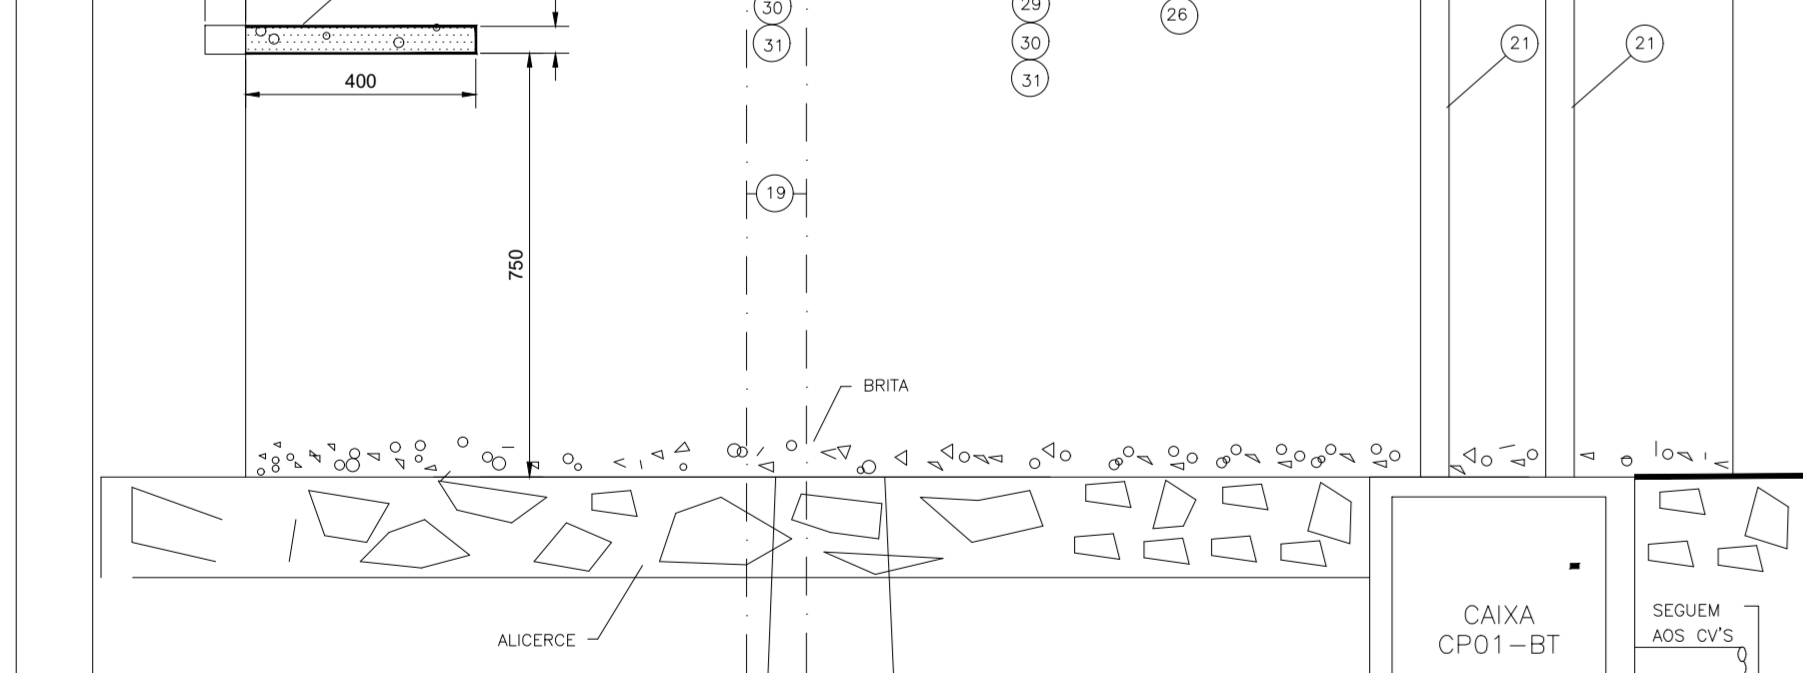 30
31
29
30
31
26
21
21
400
19
750
BRITA
ALICERCE
CAIXA
CP01-BT
SEGUEM
AOS CV'S